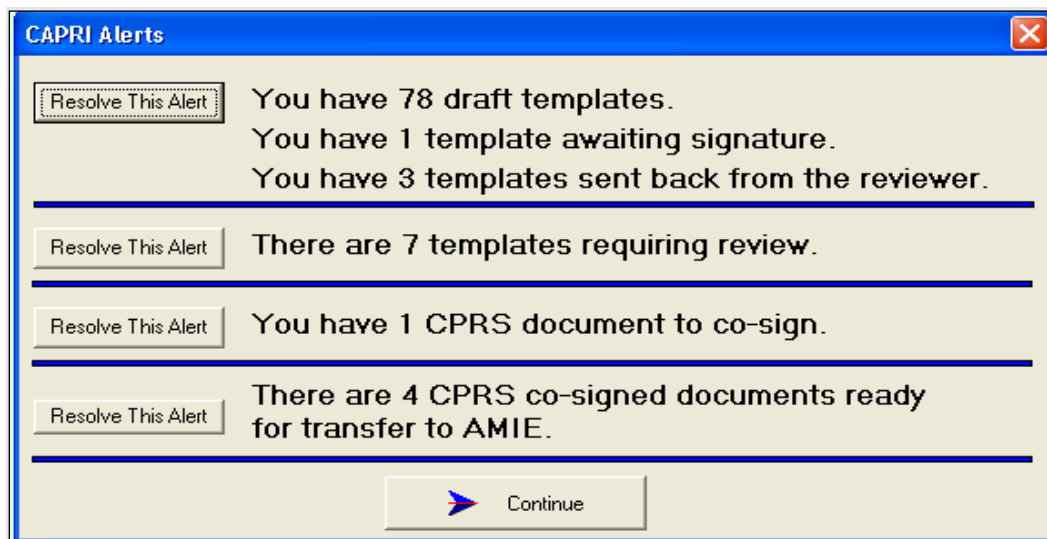 CAPRI Alerts
Resolve This Alert
You have 78 draft templates.
You have 1 template awaiting signature.
You have 3 templates sent back from the reviewer.
Resolve This Alert
There are 7 templates requiring review.
Resolve This Alert
You have 1 CPRS document to co-sign.
Resolve This Alert
There are 4 CPRS co-signed documents ready
for transfer to AMIE.
Continue